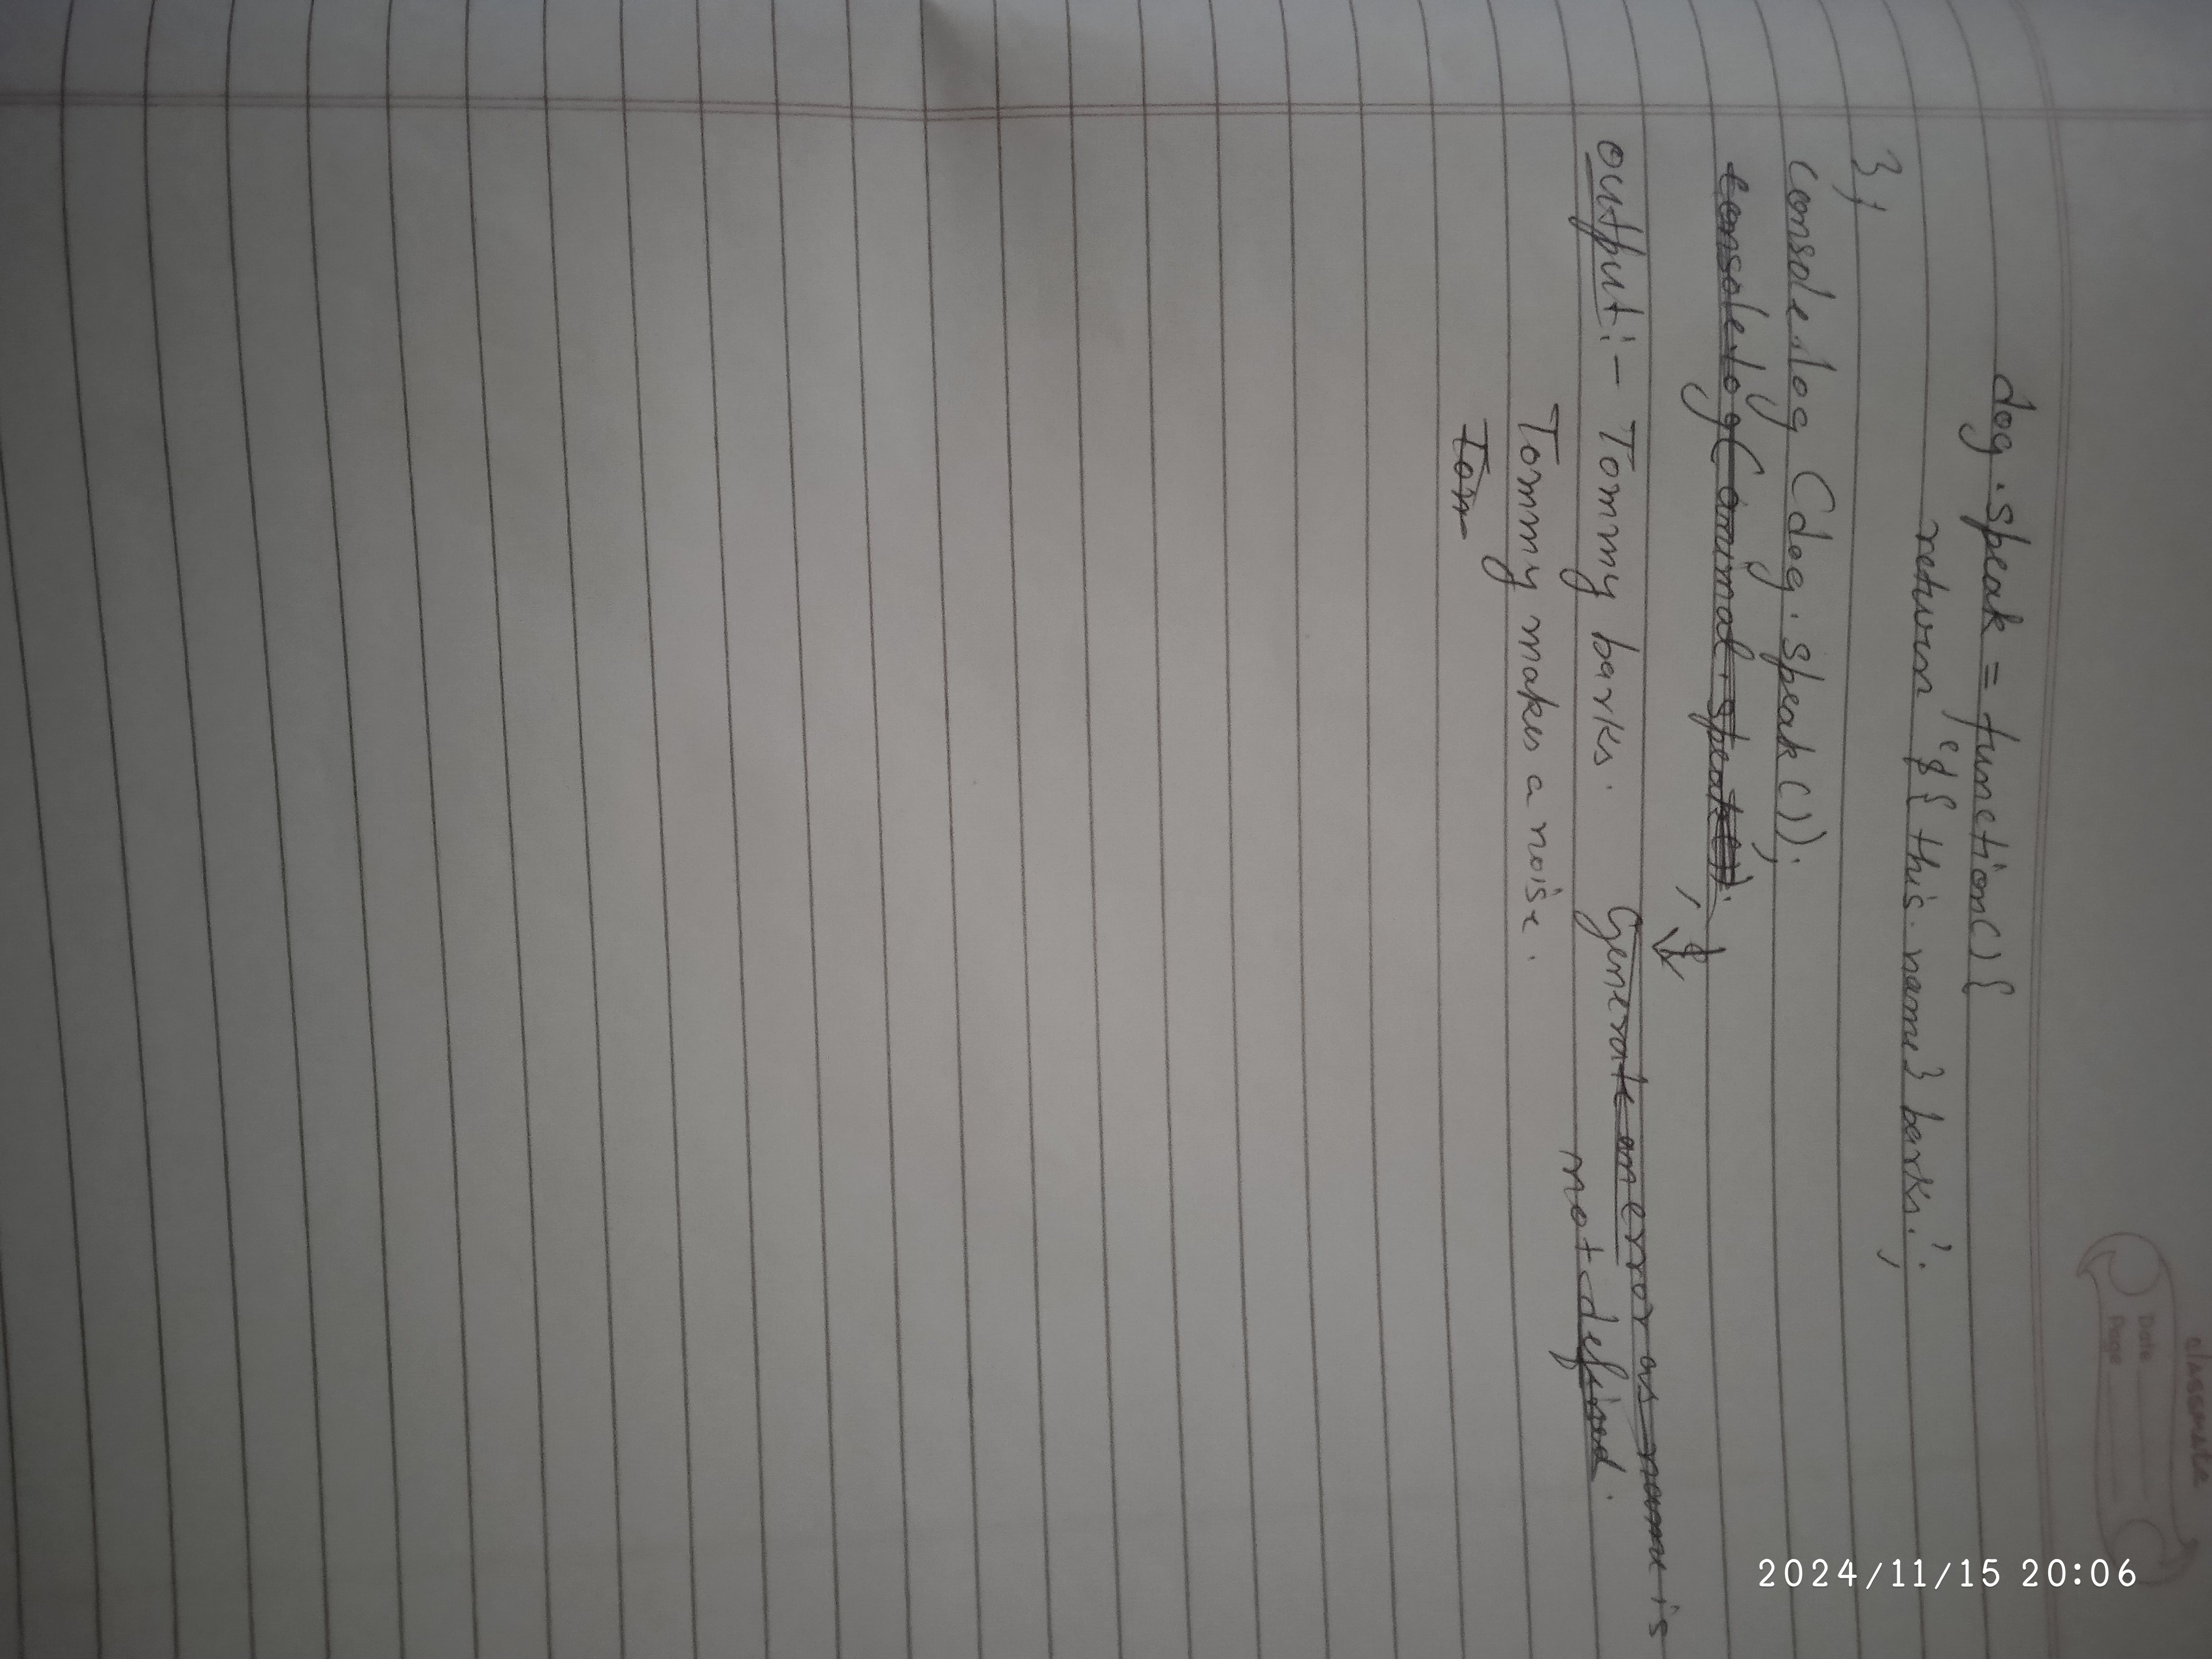 classmate
Date
Page
dog.speak = function(){
return '${this.name} barks';
};
console.log (dog.speak());
console.log(animal.speak());
output:- Tommy barks. Generate an error as name is
not defined.
Tommy makes a noise.
Tom
2024/11/15 20:06